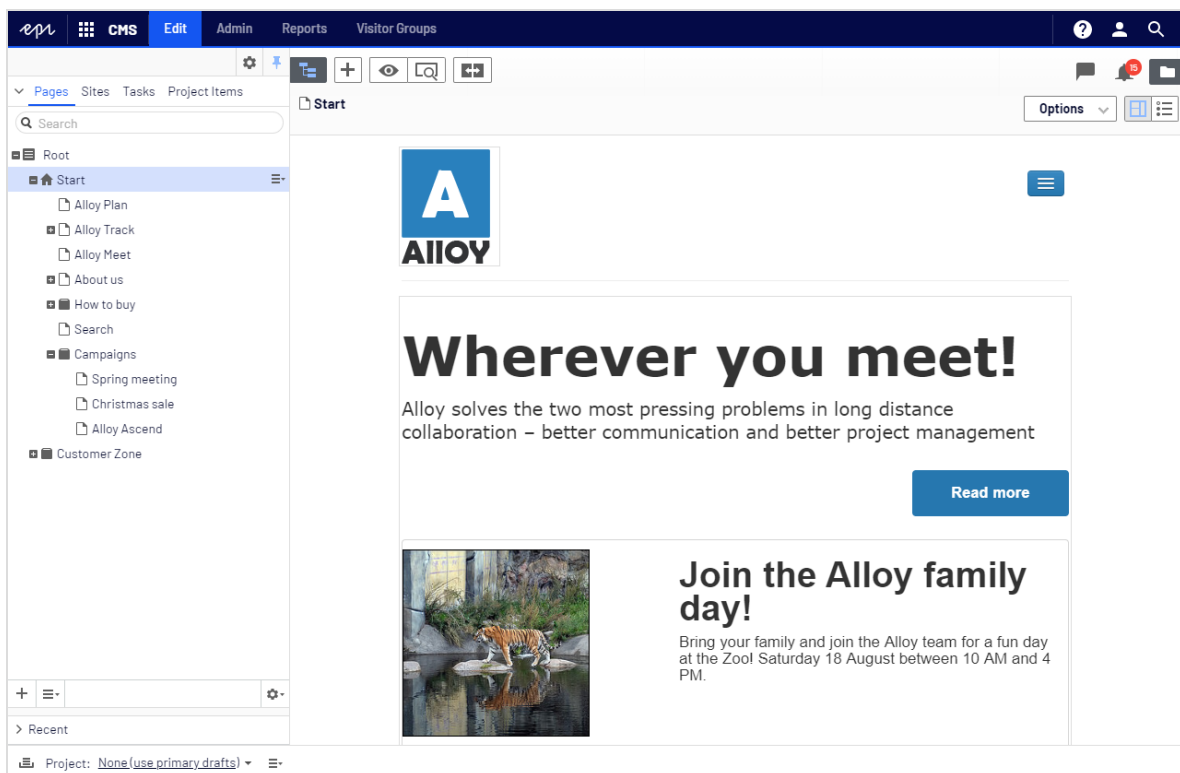 epi CMS Edit Admin Reports Visitor Groups
15
Pages Sites Tasks Project Items
Search
Root
Start
Alloy Plan
Alloy Track
Alloy Meet
About us
How to buy
Search
Campaigns
Spring meeting
Christmas sale
Alloy Ascend
Customer Zone
Recent
Project: None (use primary drafts)
Start
Options
A
Alloy
Wherever you meet!
Alloy solves the two most pressing problems in long distance
collaboration – better communication and better project management
Read more
Join the Alloy family
day!
Bring your family and join the Alloy team for a fun day
at the Zoo! Saturday 18 August between 10 AM and 4
PM.